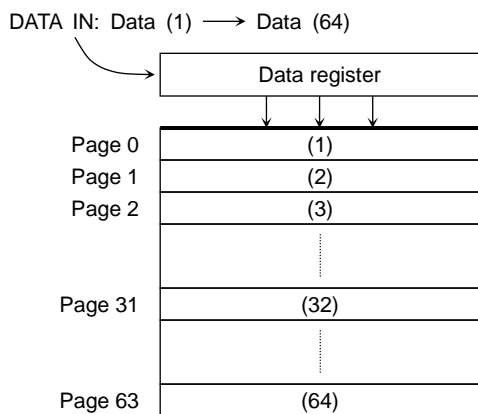 DATA IN: Data (1) ⟶ Data (64)
Data register
Page 0 (1)
Page 1 (2)
Page 2 (3)
Page 31 (32)
Page 63 (64)